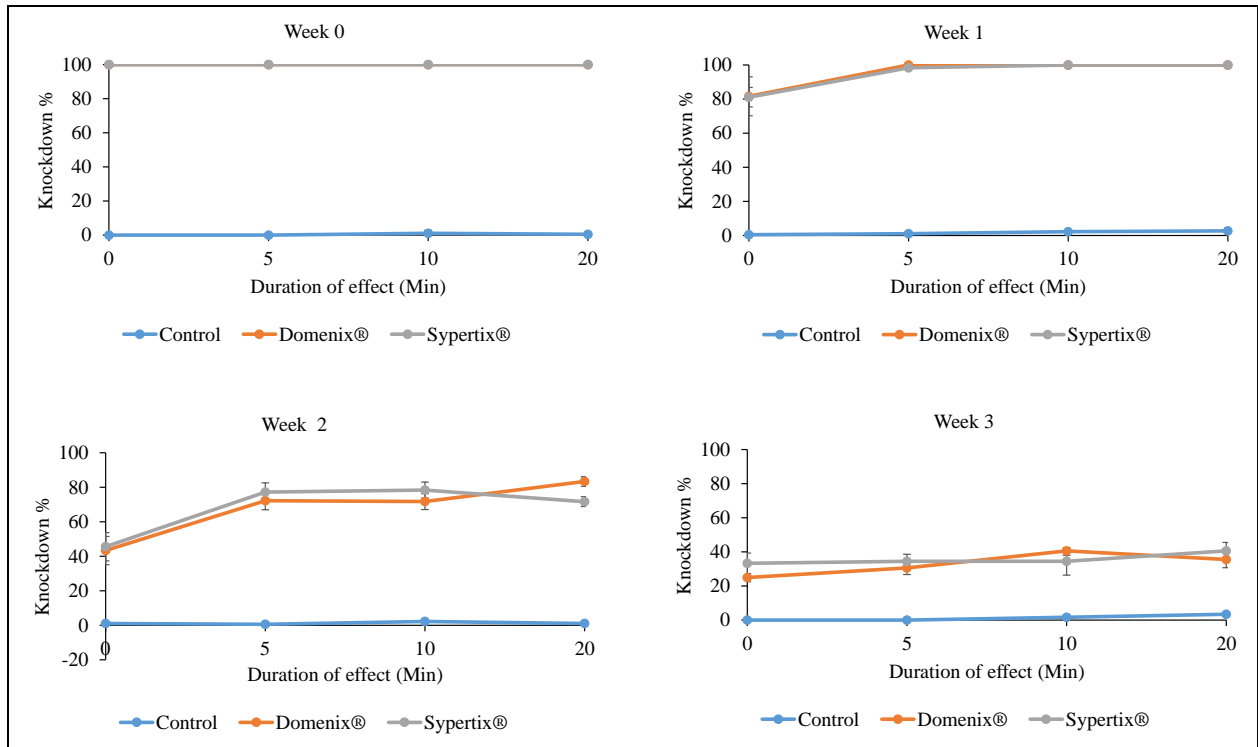 Week 0
Knockdown %
100
80
60
40
20
0
0 5 10 20
Duration of effect (Min)
Control Domenix® Sypertix®
Week 1
Knockdown %
100
80
60
40
20
0
0 5 10 20
Duration of effect (Min)
Control Domenix® Sypertix®
Week 2
Knockdown %
100
80
60
40
20
0
-20
0 5 10 20
Duration of effect (Min)
Control Domenix® Sypertix®
Week 3
Knockdown %
100
80
60
40
20
0
0 5 10 20
Duration of effect (Min)
Control Domenix® Sypertix®